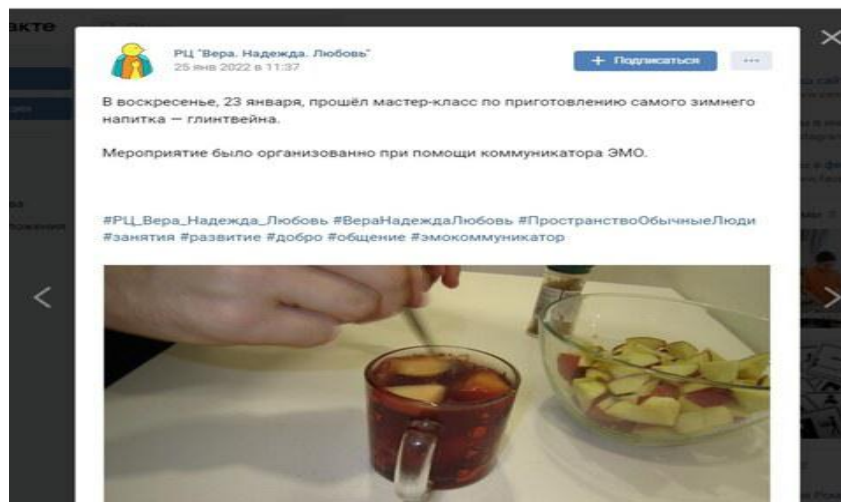 акте
РЦ "Вера. Надежда. Любовь"
25 янв 2022 в 11:37
+ Подписаться
В воскресенье, 23 января, прошёл мастер-класс по приготовлению самого зимнего
напитка — глинтвейна.
Мероприятие было организованно при помощи коммуникатора ЭМО.
#РЦ_Вера_Надежда_Любовь #ВераНадеждаЛюбовь #ПространствоОбычныеЛюди
#занятия #развитие #добро #общение #эмокоммуникатор